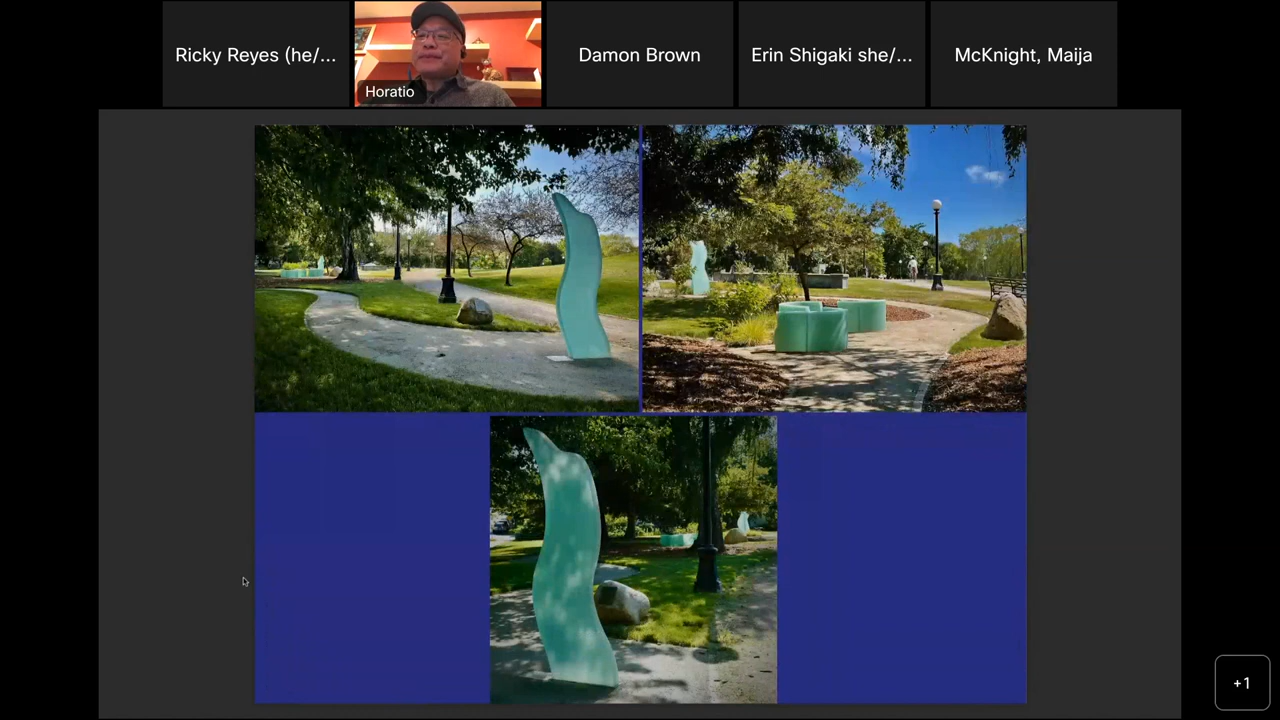 Ricky Reyes (he/...
Horatio
Damon Brown
Erin Shigaki she/...
McKnight, Maija
+1